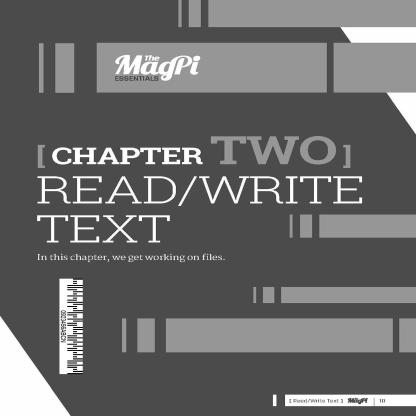 The
MagPi
ESSENTIALS
[ CHAPTER TWO ]
READ/WRITE
TEXT
In this chapter, we get working on files.
[ Read/Write Text ] MagPi 10